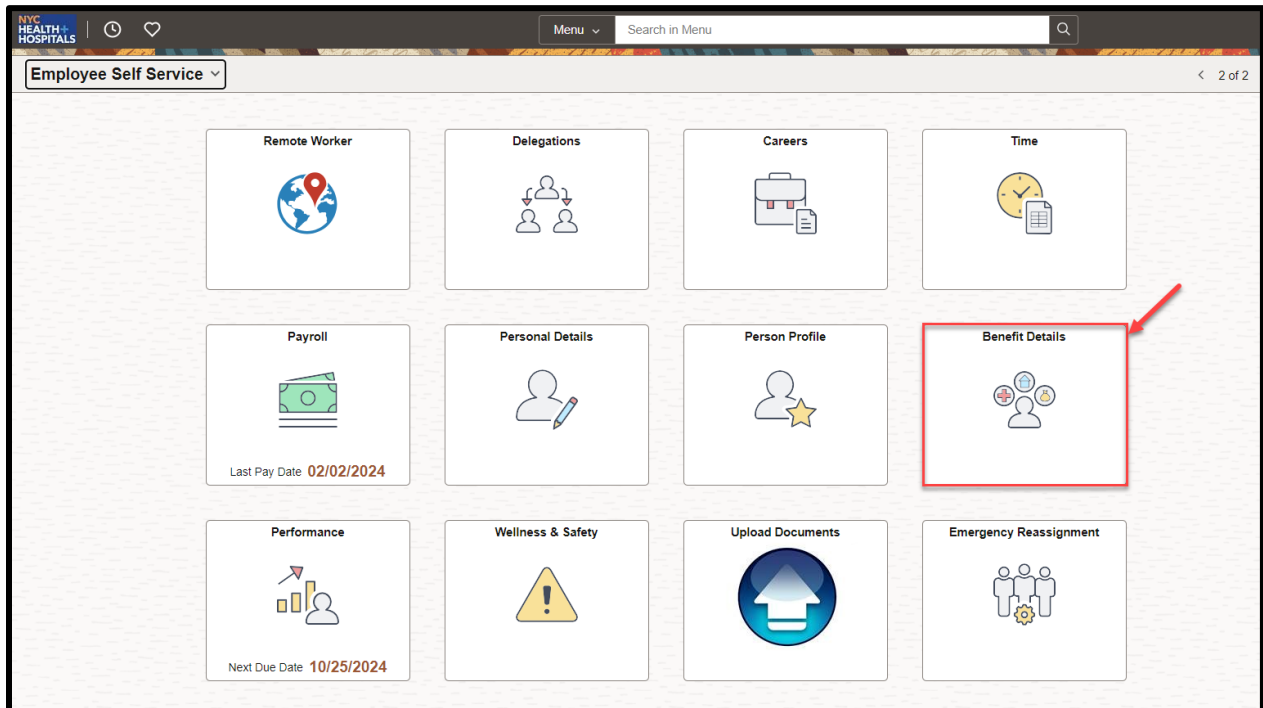 NYC
HEALTH+
HOSPITALS
Menu
Search in Menu
Employee Self Service
2 of 2
Remote Worker
Delegations
Careers
Time
Payroll
Last Pay Date 02/02/2024
Personal Details
Person Profile
Benefit Details
Performance
Next Due Date 10/25/2024
Wellness & Safety
Upload Documents
Emergency Reassignment